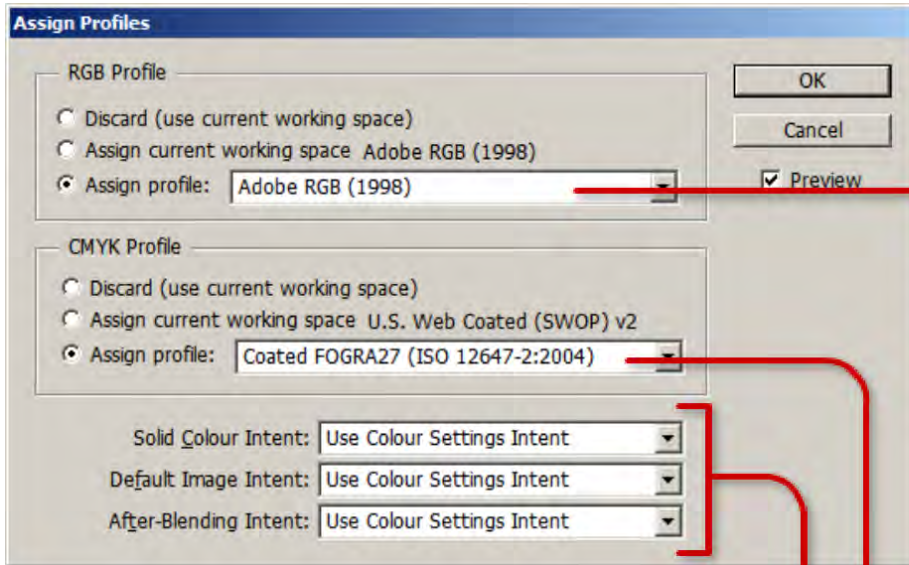 Assign Profiles
RGB Profile
Discard (use current working space)
Assign current working space Adobe RGB (1998)
Assign profile: Adobe RGB (1998)
OK
Cancel
Preview
CMYK Profile
Discard (use current working space)
Assign current working space U.S. Web Coated (SWOP) v2
Assign profile: Coated FOGRA27 (ISO 12647-2:2004)
Solid Colour Intent: Use Colour Settings Intent
Default Image Intent: Use Colour Settings Intent
After-Blending Intent: Use Colour Settings Intent